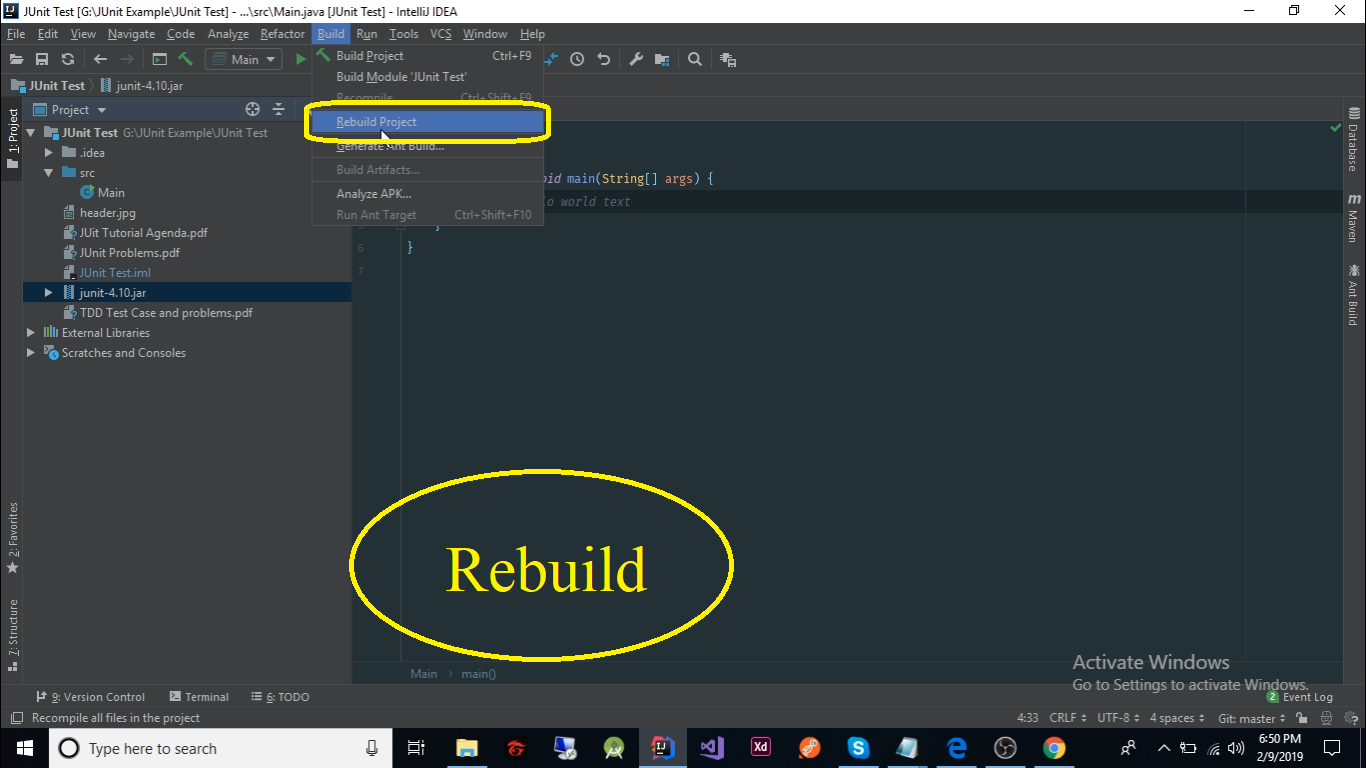 JUnit Test [G:\JUnit Example\JUnit Test] - ...\src\Main.java [JUnit Test] - IntelliJ IDEA
File Edit View Navigate Code Analyze Refactor Build Run Tools VCS Window Help
Main
Build Project Ctrl+F9
Build Module 'JUnit Test'
Recompile Ctrl+Shift+F9
Rebuild Project
Generate Ant Build...
Build Artifacts...
Analyze APK...
Run Ant Target Ctrl+Shift+F10
JUnit Test junit-4.10.jar
1: Project
Project
JUnit Test G:\JUnit Example\JUnit Test
.idea
src
Main
header.jpg
JUit Tutorial Agenda.pdf
JUnit Problems.pdf
JUnit Test.iml
junit-4.10.jar
TDD Test Case and problems.pdf
External Libraries
Scratches and Consoles
main(String[] args) {
world text
}
6 }
7
Database
Maven
Ant Build
2: Favorites
7: Structure
Rebuild
Main > main()
Activate Windows
Go to Settings to activate Windows.
9: Version Control Terminal 6: TODO 2 Event Log
Recompile all files in the project 4:33 CRLF UTF-8 4 spaces Git: master
Type here to search
Xd
6:50 PM
2/9/2019